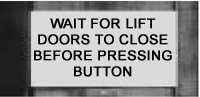 WAIT FOR LIFT
DOORS TO CLOSE
BEFORE PRESSING
BUTTON